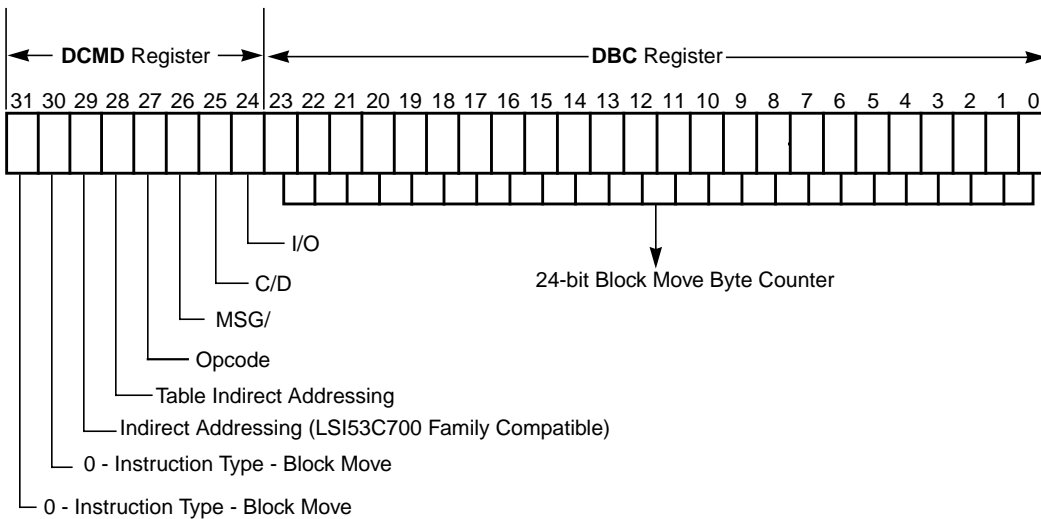 DCMD Register DBC Register
31 30 29 28 27 26 25 24 23 22 21 20 19 18 17 16 15 14 13 12 11 10 9 8 7 6 5 4 3 2 1 0
I/O
24-bit Block Move Byte Counter
C/D
MSG/
Opcode
Table Indirect Addressing
Indirect Addressing (LSI53C700 Family Compatible)
0 - Instruction Type - Block Move
0 - Instruction Type - Block Move